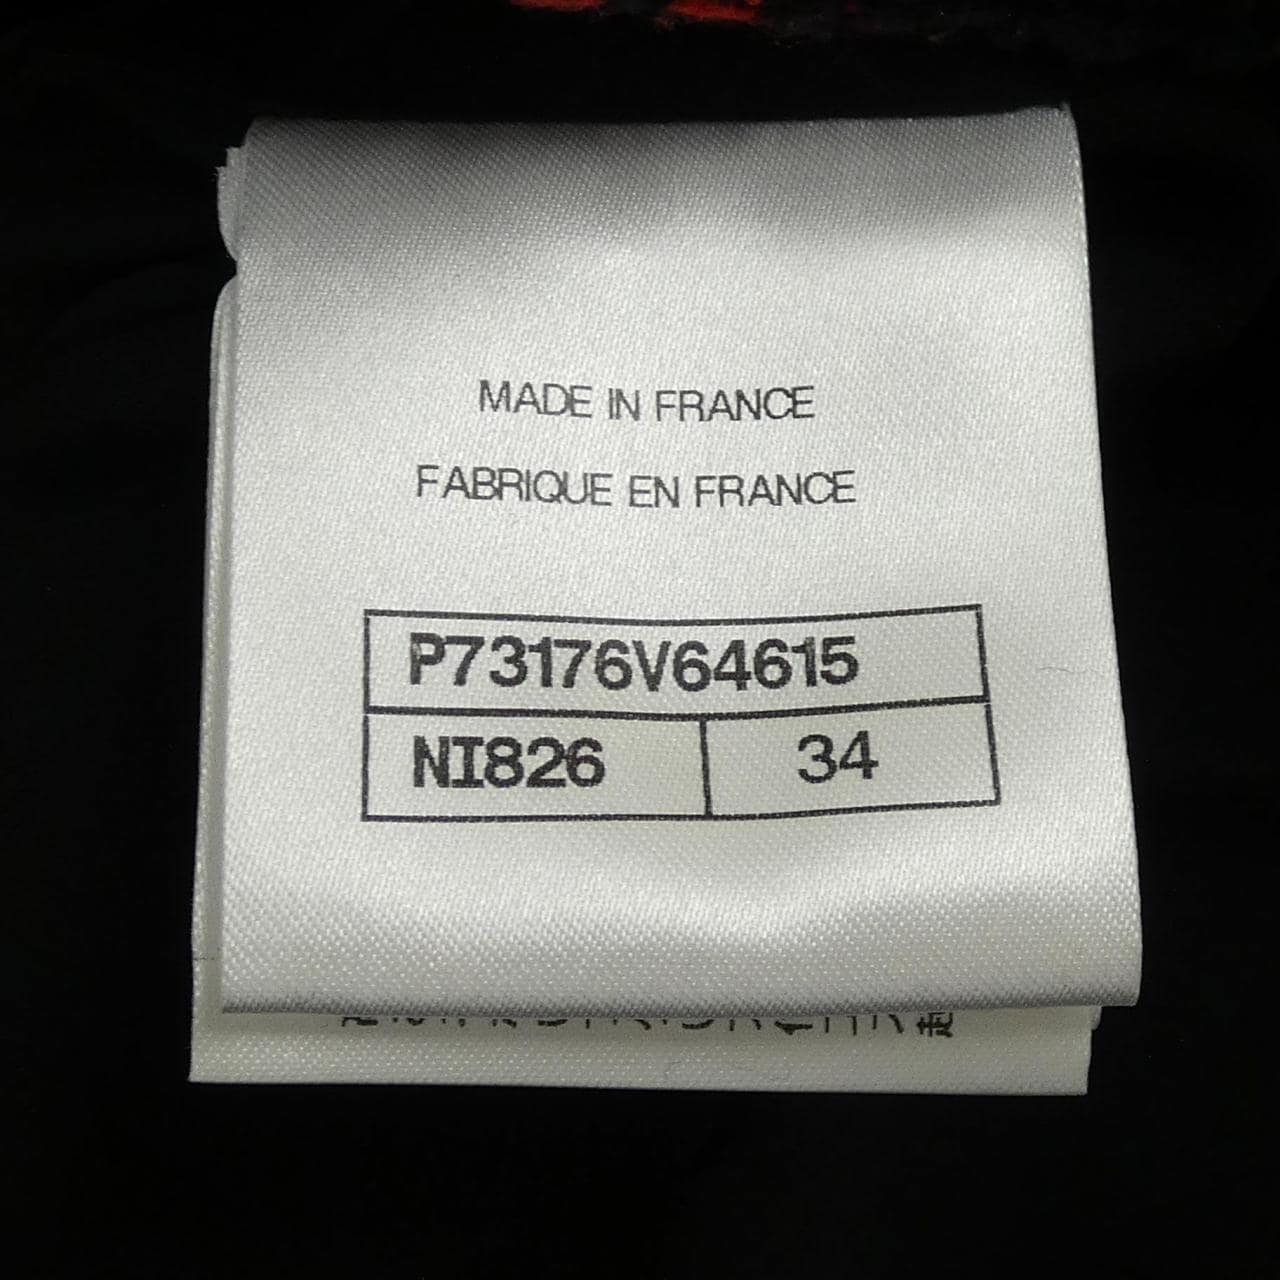 MADE IN FRANCE
FABRIQUE EN FRANCE
P73176V64615
NI826 34